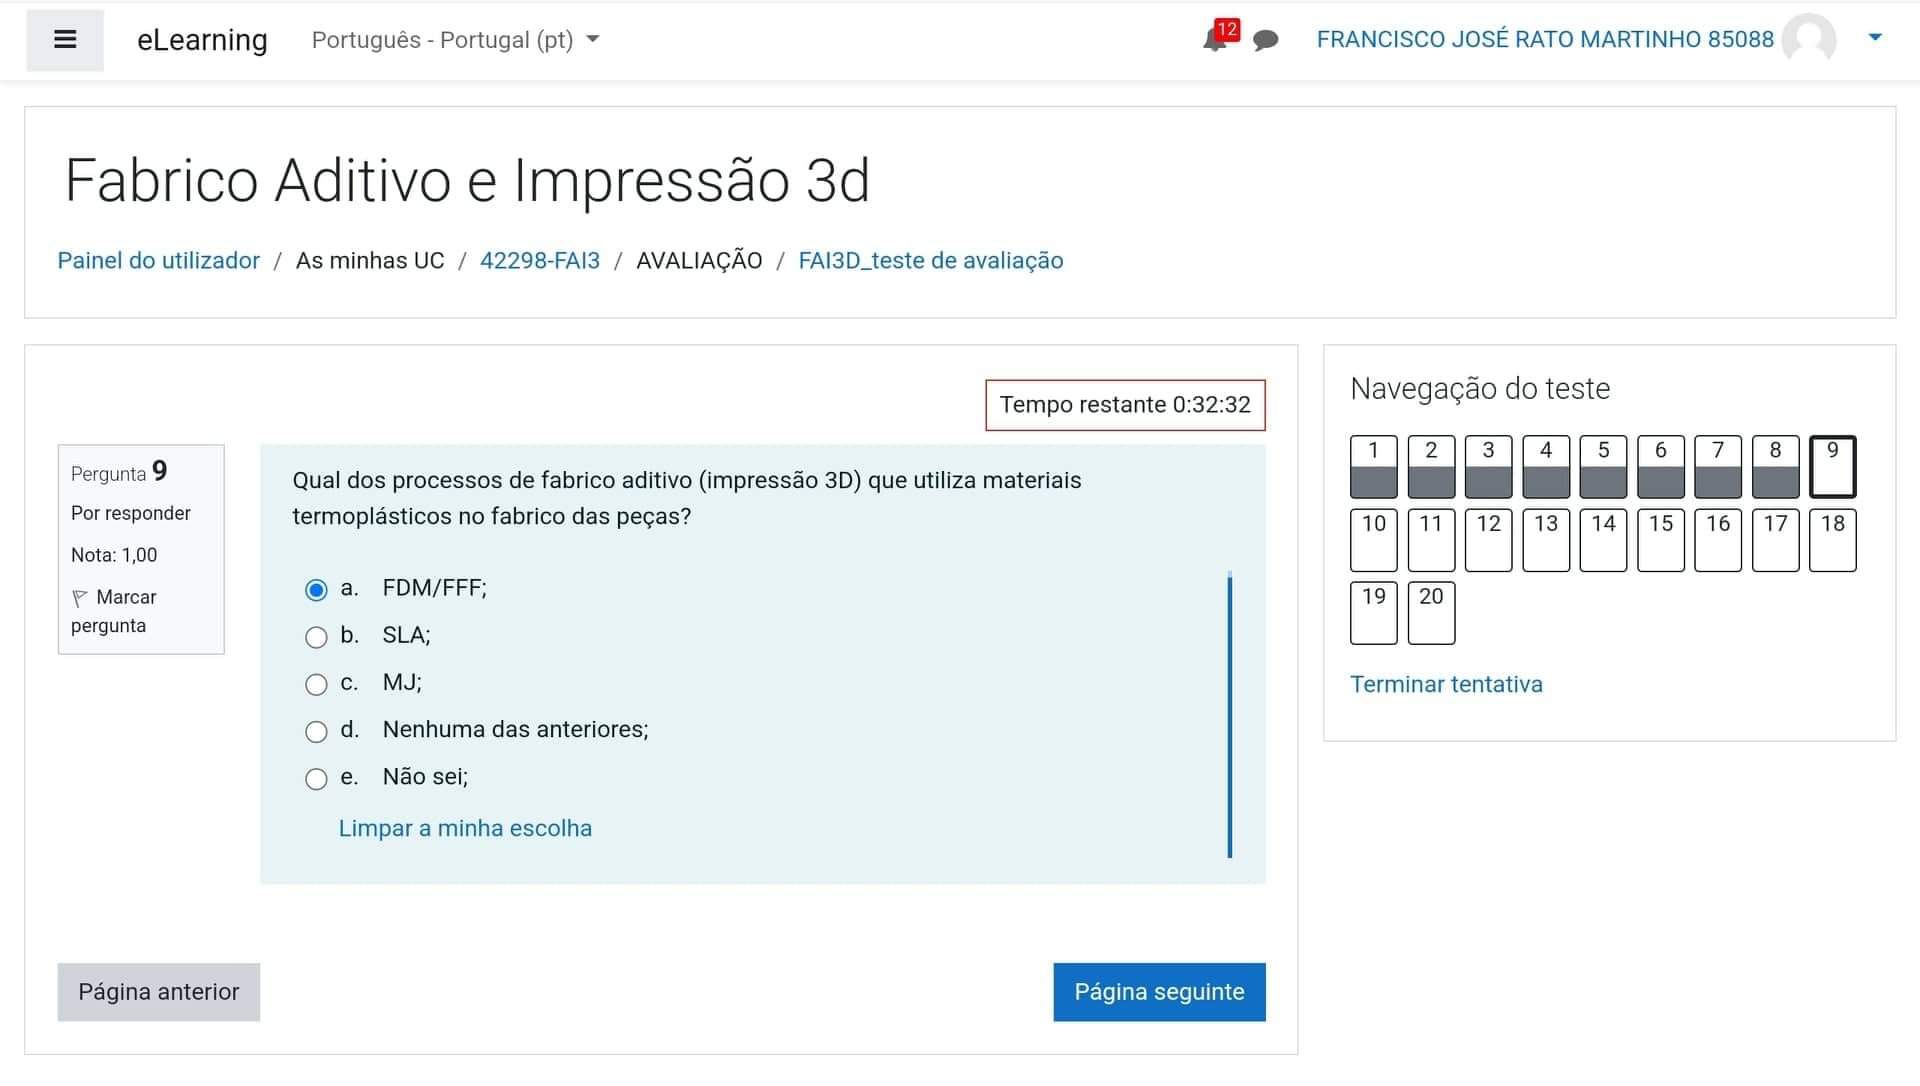 eLearning
Português - Portugal (pt)
12
FRANCISCO JOSÉ RATO MARTINHO 85088
Fabrico Aditivo e Impressão 3d
Painel do utilizador / As minhas UC / 42298-FAI3 / AVALIAÇÃO / FAI3D_teste de avaliação
Tempo restante 0:32:32
Pergunta 9
Por responder
Nota: 1,00
Marcar
pergunta
Qual dos processos de fabrico aditivo (impressão 3D) que utiliza materiais
termoplásticos no fabrico das peças?
a. FDM/FFF;
b. SLA;
c. MJ;
d. Nenhuma das anteriores;
e. Não sei;
Limpar a minha escolha
Página anterior
Página seguinte
Navegação do teste
1 2 3 4 5 6 7 8 9
10 11 12 13 14 15 16 17 18
19 20
Terminar tentativa